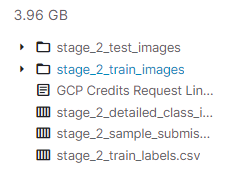 3.96 GB
stage_2_test_images
stage_2_train_images
GCP Credits Request Lin...
stage_2_detailed_class_i...
stage_2_sample_submis...
stage_2_train_labels.csv